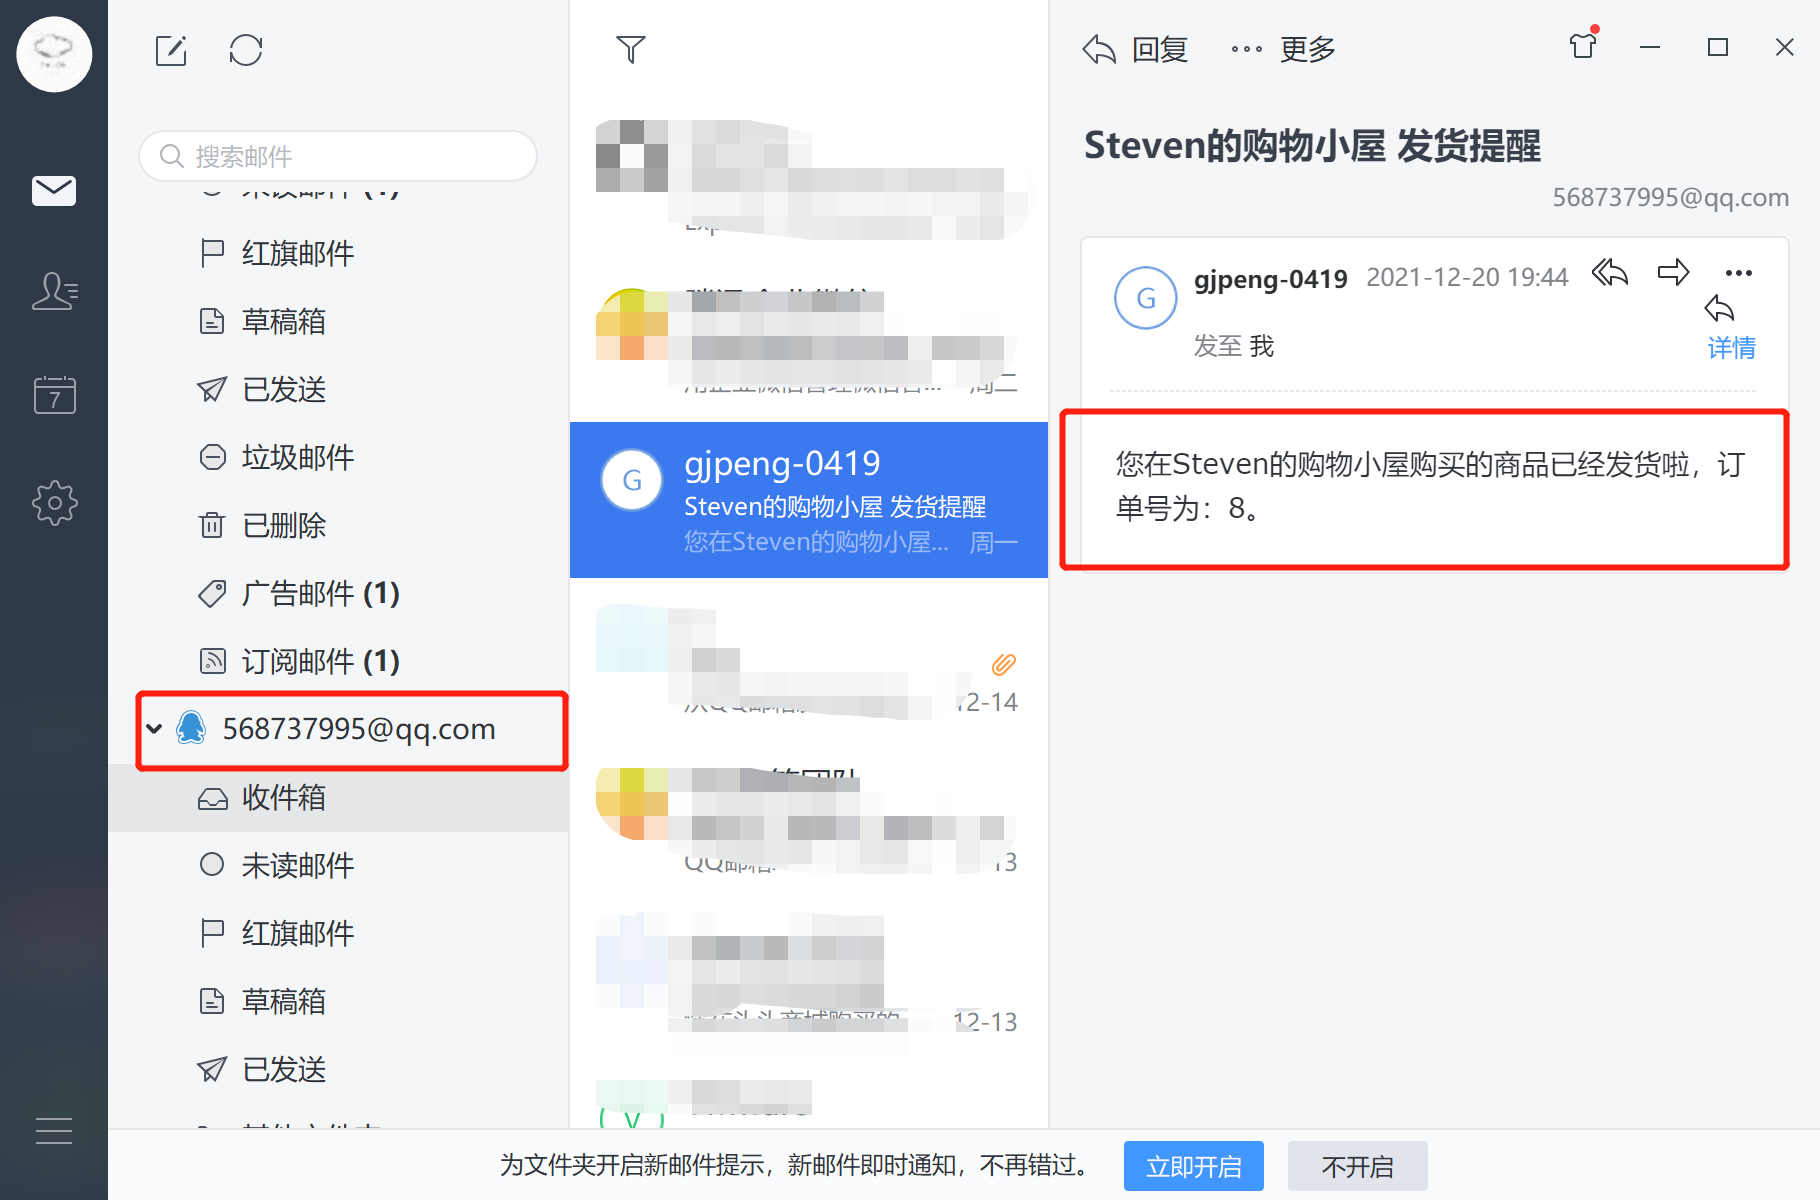 搜索邮件
红旗邮件
草稿箱
已发送
垃圾邮件
已删除
广告邮件 (1)
订阅邮件 (1)
568737995@qq.com
收件箱
未读邮件
红旗邮件
草稿箱
已发送
7
周二
G
gjpeng-0419
Steven的购物小屋 发货提醒
您在Steven的购物小屋... 周一
12-14
QQ邮箱
13
12-13
回复
更多
Steven的购物小屋 发货提醒
568737995@qq.com
G
gjpeng-0419 2021-12-20 19:44
发至 我
详情
您在Steven的购物小屋购买的商品已经发货啦，订
单号为：8。
为文件夹开启新邮件提示，新邮件即时通知，不再错过。
立即开启
不开启